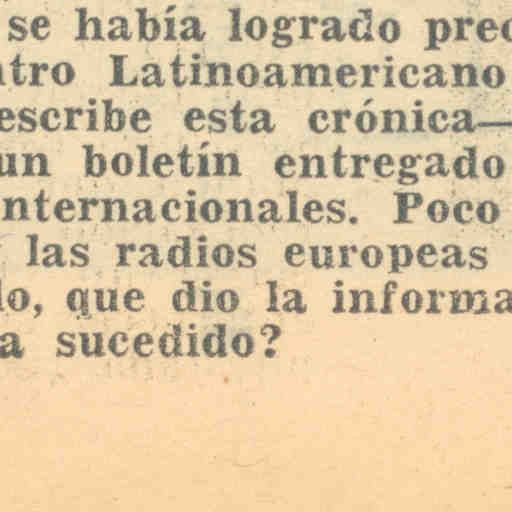 se había logrado prec
ntro Latinoamericano
escribe esta crónica—
un boletín entregado
nternacionales. Poco
las radios europeas
lo, que dio la informa
a sucedido?